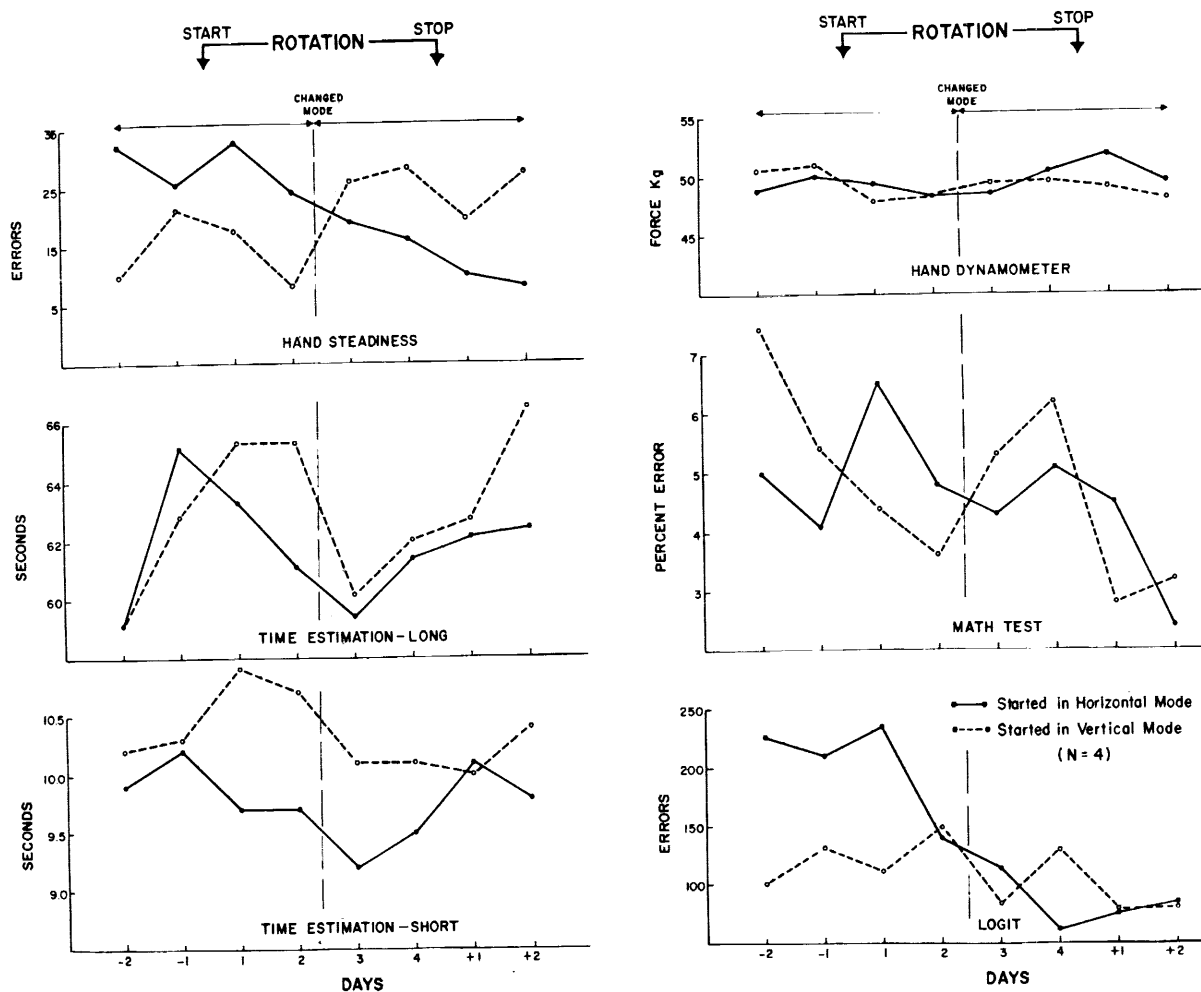 START ROTATION STOP
CHANGED MODE
ERRORS
36
25
15
5
HAND STEADINESS
SECONDS
66
64
62
60
TIME ESTIMATION-LONG
SECONDS
10.5
10.0
9.5
9.0
TIME ESTIMATION-SHORT
-2 -1 1 2 3 4 +1 +2
DAYS
START ROTATION STOP
CHANGED MODE
FORCE Kg
55
50
45
HAND DYNAMOMETER
PERCENT ERROR
7
6
5
4
3
MATH TEST
Started in Horizontal Mode
Started in Vertical Mode
(N=4)
ERRORS
250
200
150
100
LOGIT
-2 -1 1 2 3 4 +1 +2
DAYS